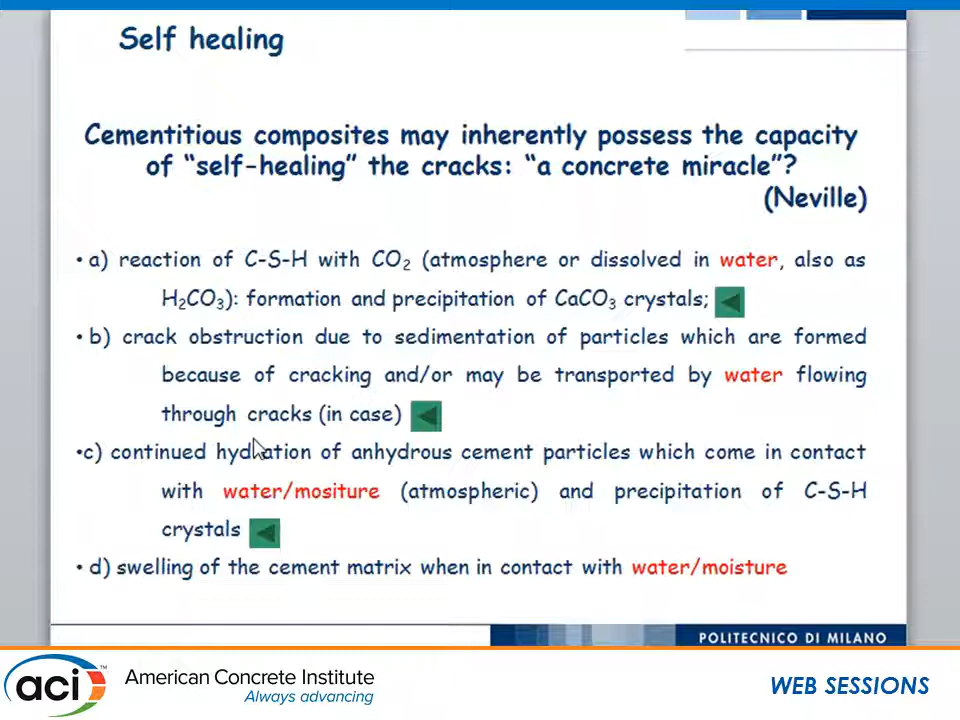 Self healing
Cementitious composites may inherently possess the capacity
of “self-healing” the cracks: “a concrete miracle”?
(Neville)
• a) reaction of C-S-H with CO₂ (atmosphere or dissolved in water, also as
H₂CO₃): formation and precipitation of CaCO₃ crystals;
• b) crack obstruction due to sedimentation of particles which are formed
because of cracking and/or may be transported by water flowing
through cracks (in case)
•c) continued hydration of anhydrous cement particles which come in contact
with water/mositure (atmospheric) and precipitation of C-S-H
crystals
• d) swelling of the cement matrix when in contact with water/moisture
POLITECNICO DI MILANO
aci™
American Concrete Institute
Always advancing
WEB SESSIONS